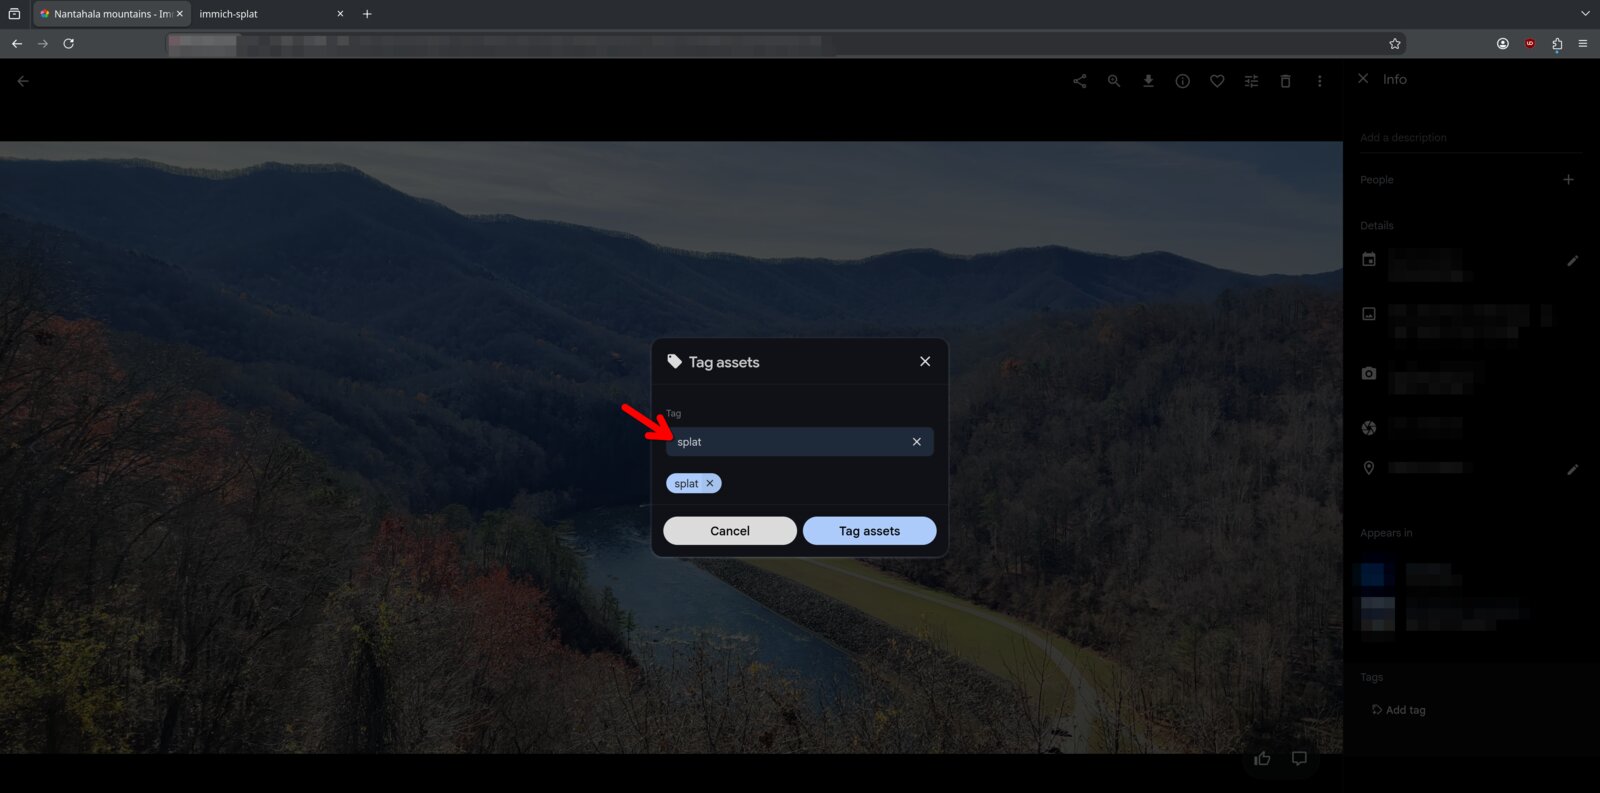 Nantahala mountains - Im
immich-splat
Info
Add a description
People
Details
Tag assets
Tag
splat
splat
Cancel
Tag assets
Appears in
Tags
Add tag